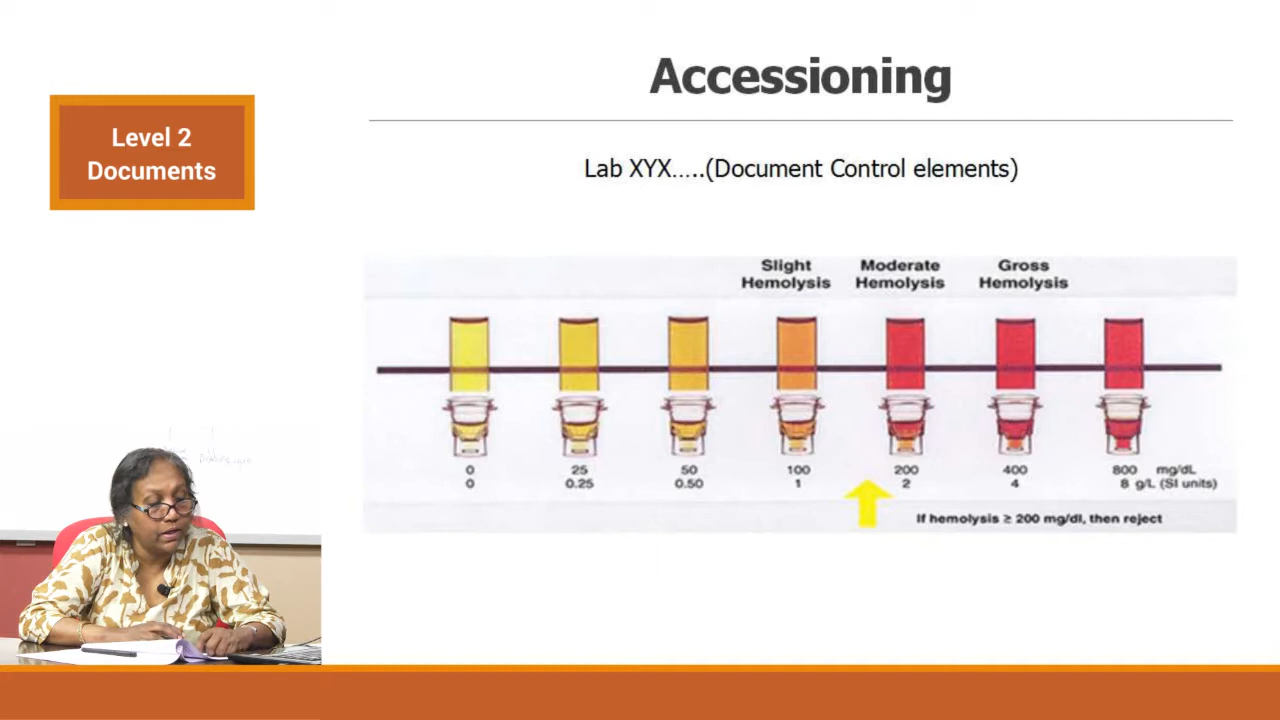 Accessioning
Level 2
Documents
Lab XYX.....(Document Control elements)
Slight
Hemolysis
Moderate
Hemolysis
Gross
Hemolysis
0 25 50 100 200 400 800 mg/dL
0 0.25 0.50 1 2 4 8 g/L (SI units)
If hemolysis ≥ 200 mg/dl, then reject